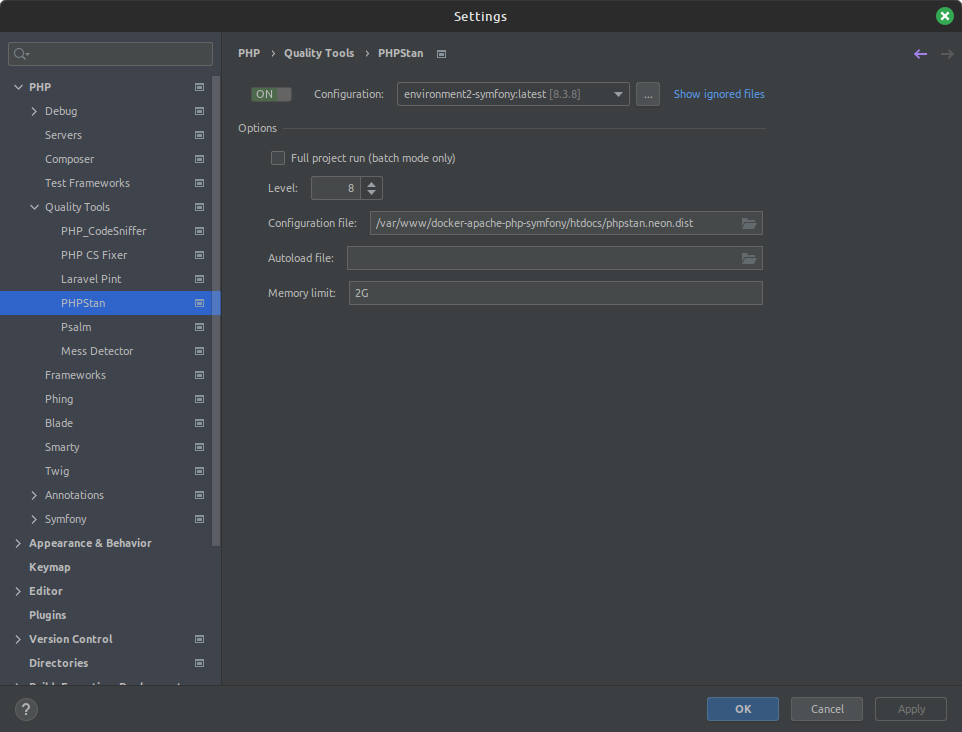 Settings
PHP › Quality Tools › PHPStan
PHP
Debug
Servers
Composer
Test Frameworks
Quality Tools
PHP_CodeSniffer
PHP CS Fixer
Laravel Pint
PHPStan
Psalm
Mess Detector
Frameworks
Phing
Blade
Smarty
Twig
Annotations
Symfony
Appearance & Behavior
Keymap
Editor
Plugins
Version Control
Directories
ON Configuration: environment2-symfony:latest [8.3.8] ... Show ignored files
Options
Full project run (batch mode only)
Level: 8
Configuration file: /var/www/docker-apache-php-symfony/htdocs/phpstan.neon.dist
Autoload file:
Memory limit: 2G
? OK Cancel Apply